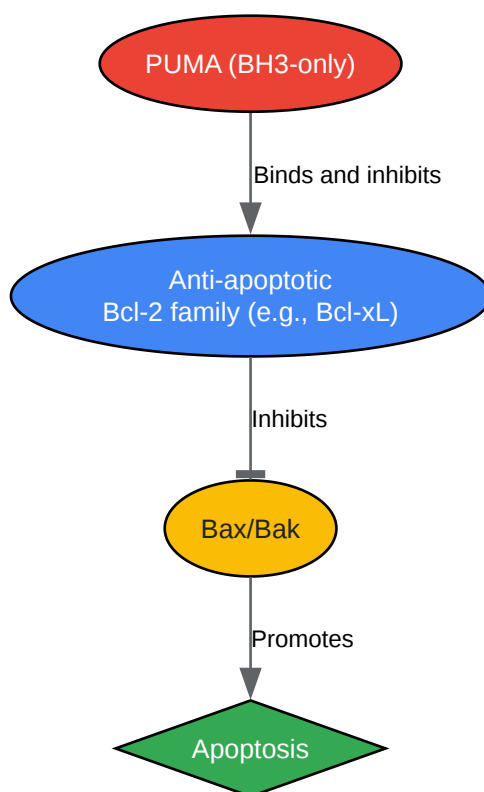 PUMA (BH3-only)
Binds and inhibits
Anti-apoptotic
Bcl-2 family (e.g., Bcl-xL)
Inhibits
Bax/Bak
Promotes
Apoptosis